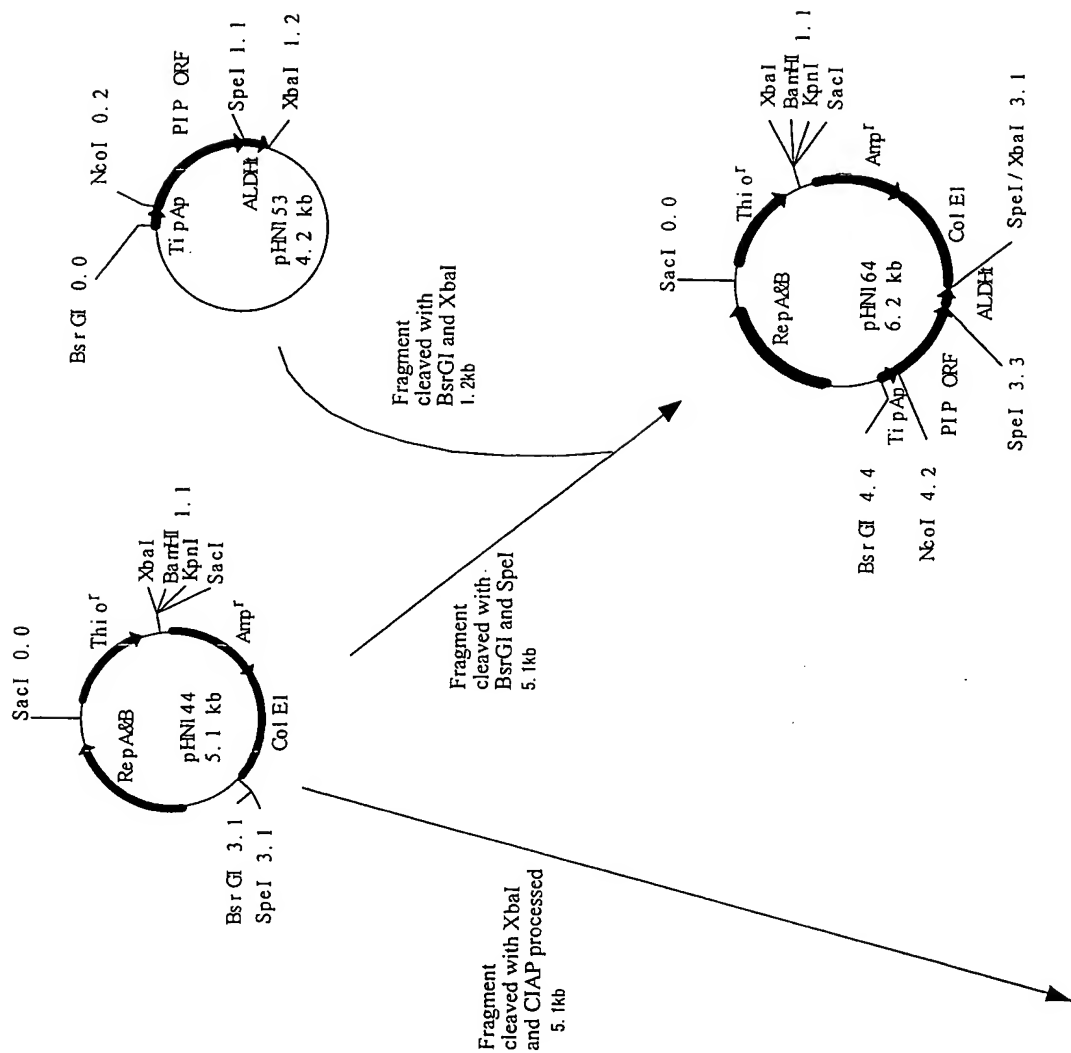 BsrGI 0.0
NcoI 0.2
TipAp
PIP ORF
SpeI 1.1
ALDHt
XbaI 1.2
pHN153
4.2 kb
Fragment
cleaved with
BsrGI and XbaI
1.2kb
SacI 0.0
Thio^r
XbaI
BamHI 1.1
KpnI
SacI
RepA&B
pHN144
5.1 kb
Amp^r
Col E1
BsrGI 3.1
SpeI 3.1
Fragment
cleaved with
BsrGI and SpeI
5.1kb
Fragment
cleaved with XbaI
and CIAP processed
5.1kb
SacI 0.0
Thio^r
XbaI
BamHI 1.1
KpnI
SacI
RepA&B
pHN164
6.2 kb
Amp^r
Col E1
BsrGI 4.4
TipAp
NcoI 4.2
PIP ORF
SpeI 3.3
ALDHt
SpeI/XbaI 3.1